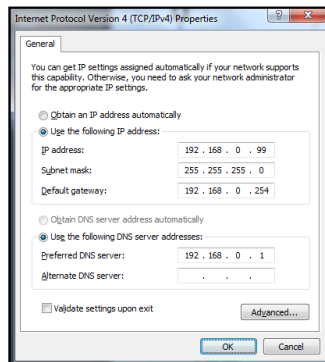 Internet Protocol Version 4 (TCP/IPv4) Properties
?
X
General
You can get IP settings assigned automatically if your network supports
this capability. Otherwise, you need to ask your network administrator
for the appropriate IP settings.
Obtain an IP address automatically
Use the following IP address:
IP address: 192 . 168 . 0 . 99
Subnet mask: 255 . 255 . 255 . 0
Default gateway: 192 . 168 . 0 . 254
Obtain DNS server address automatically
Use the following DNS server addresses:
Preferred DNS server: 192 . 168 . 0 . 1
Alternate DNS server: . . .
Validate settings upon exit
Advanced...
OK Cancel